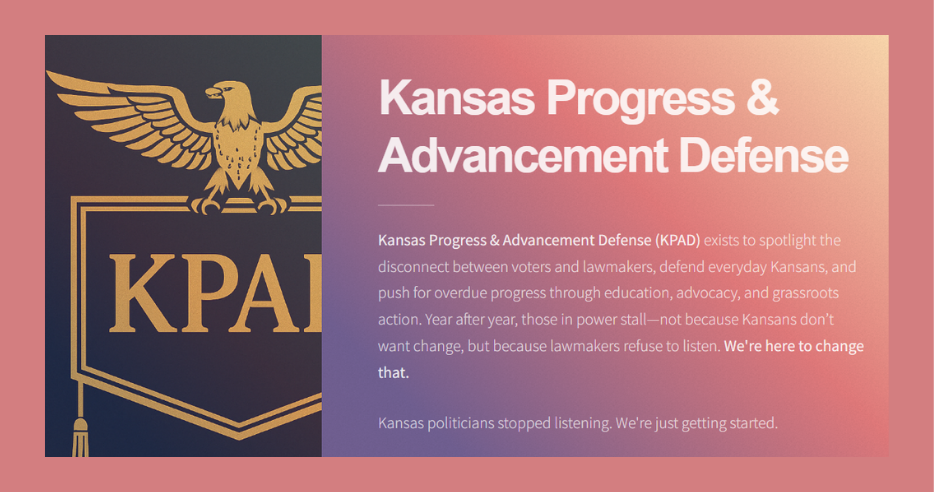 KPA
Kansas Progress &
Advancement Defense
Kansas Progress & Advancement Defense (KPAD) exists to spotlight the
disconnect between voters and lawmakers, defend everyday Kansans, and
push for overdue progress through education, advocacy, and grassroots
action. Year after year, those in power stall—not because Kansans don't
want change, but because lawmakers refuse to listen. We're here to change
that.
Kansas politicians stopped listening. We're just getting started.